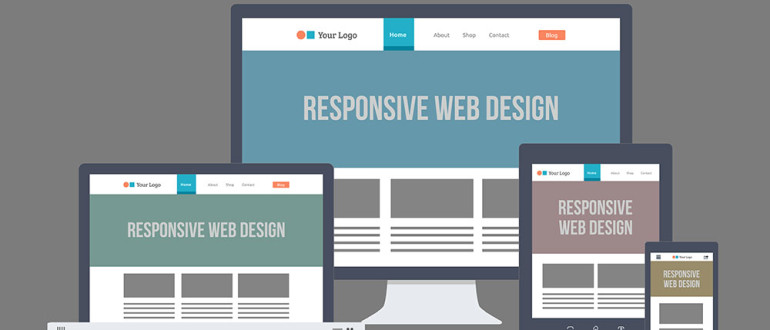 Your Logo Home About Shop Contact Blog
RESPONSIVE WEB DESIGN
Your Logo Home About Shop Contact Blog
RESPONSIVE WEB DESIGN
Your Logo Home About Shop Contact
RESPONSIVE
WEB DESIGN
Your Logo
RESPONSIVE
WEB DESIGN